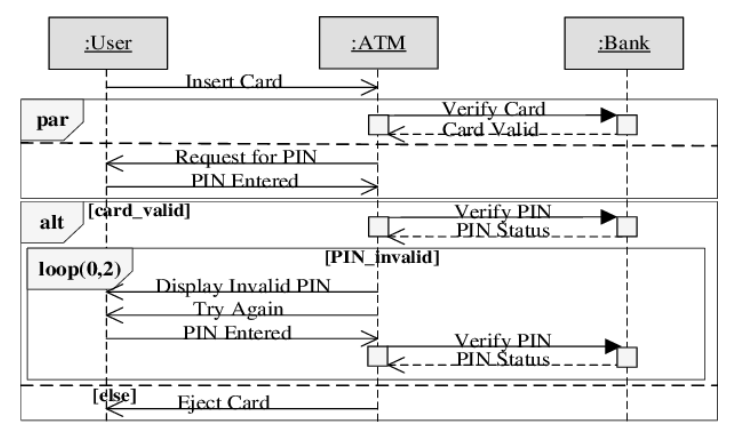 :User
:ATM
:Bank
Insert Card
par
Verify Card
Card Valid
Request for PIN
PIN Entered
alt
[card_valid]
Verify PIN
PIN Status
loop(0,2)
[PIN_invalid]
Display Invalid PIN
Try Again
PIN Entered
Verify PIN
PIN Status
[else]
Eject Card